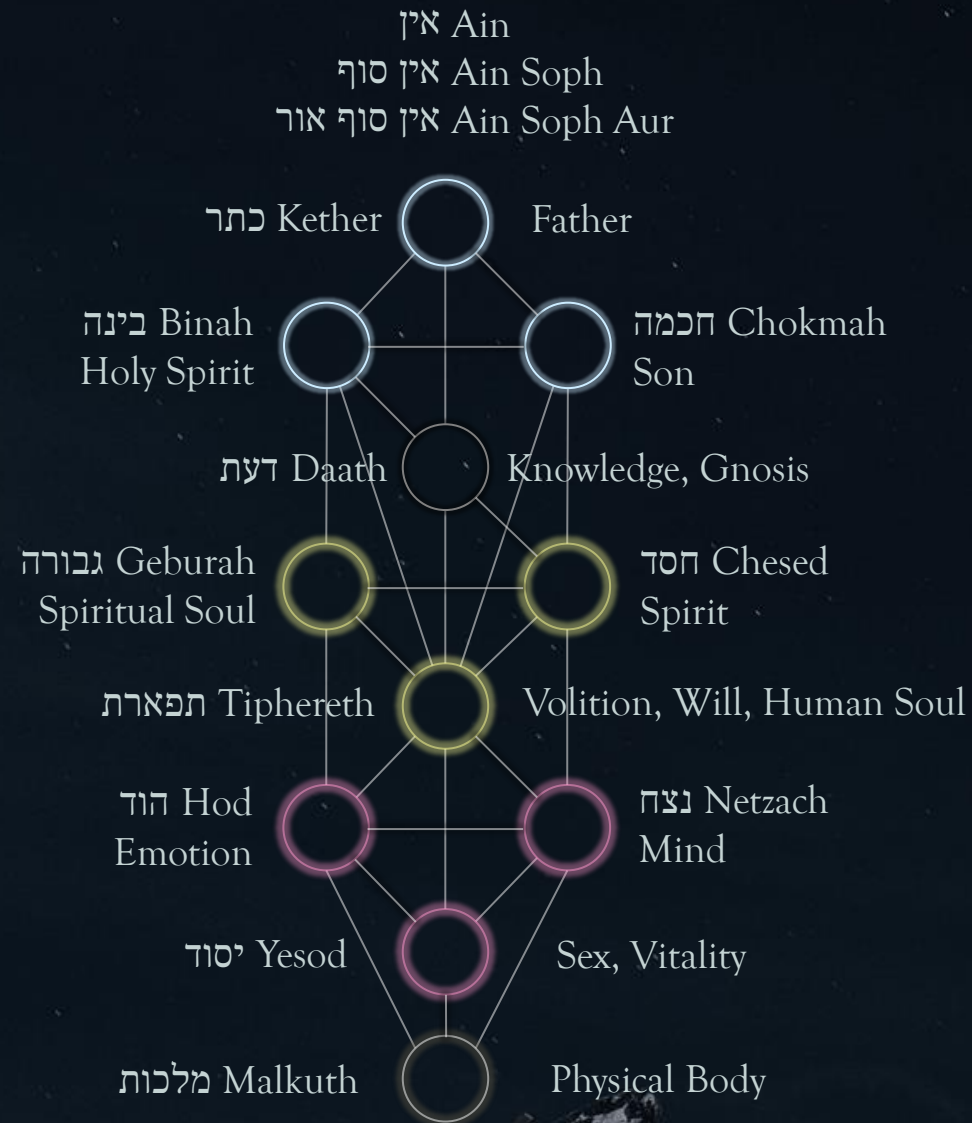 אין Ain
אין סוף Ain Soph
אין סוף אור Ain Soph Aur
כתר Kether
Father
בינה Binah
Holy Spirit
חכמה Chokmah
Son
דעת Daath
Knowledge, Gnosis
גבורה Geburah
Spiritual Soul
חסד Chesed
Spirit
תפארת Tiphereth
Volition, Will, Human Soul
הוד Hod
Emotion
נצח Netzach
Mind
יסוד Yesod
Sex, Vitality
מלכות Malkuth
Physical Body